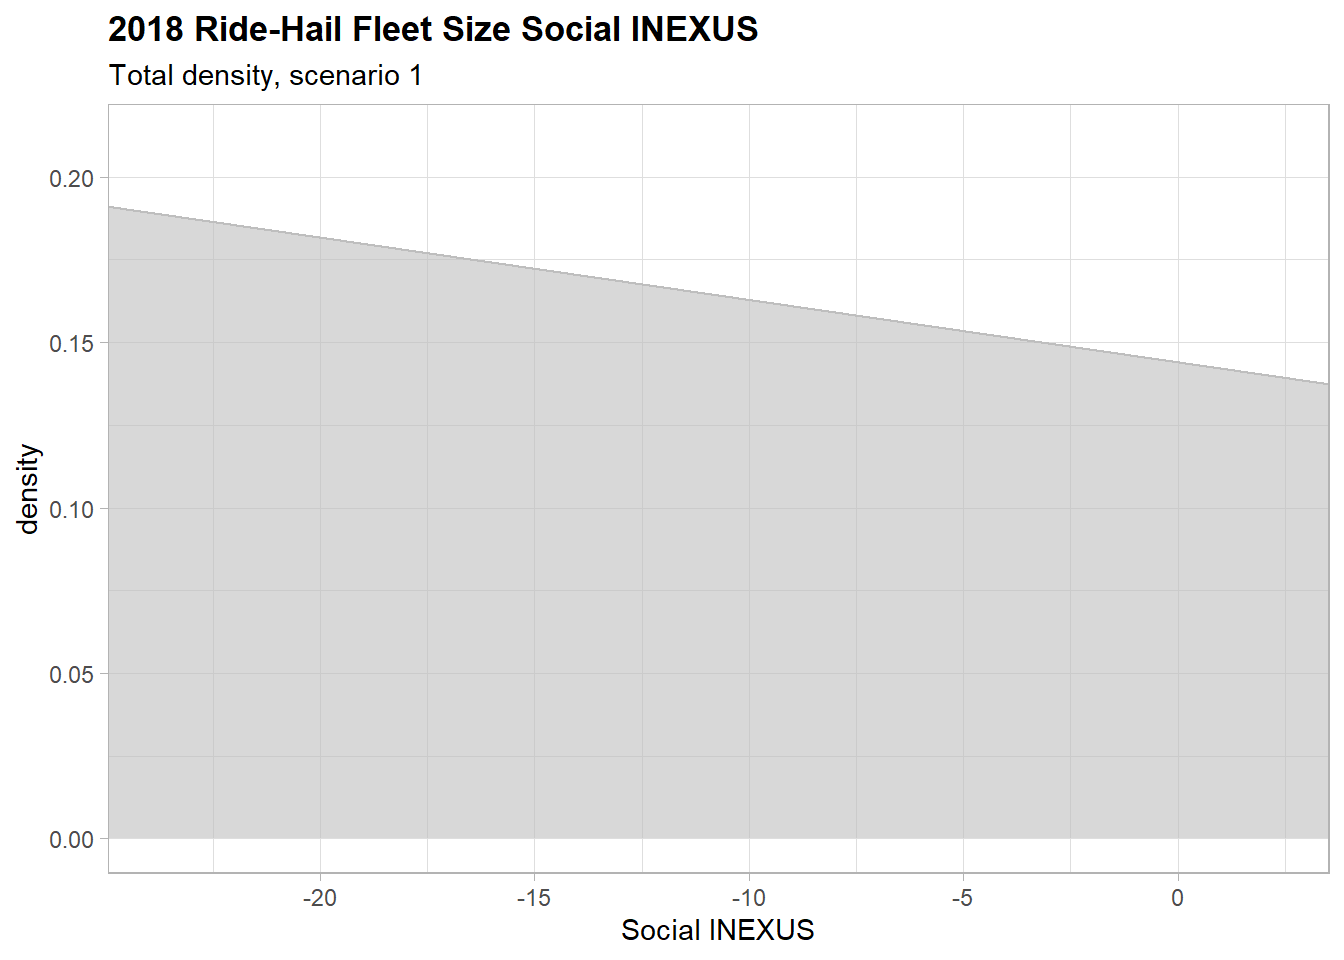 2018 Ride-Hail Fleet Size Social INEXUS
Total density, scenario 1
0.20
0.15
0.10
0.05
0.00
density
-20 -15 -10 -5 0
Social INEXUS